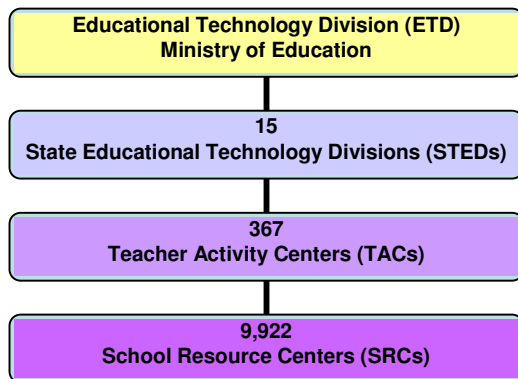 Educational Technology Division (ETD)
Ministry of Education
15
State Educational Technology Divisions (STEDs)
367
Teacher Activity Centers (TACs)
9,922
School Resource Centers (SRCs)